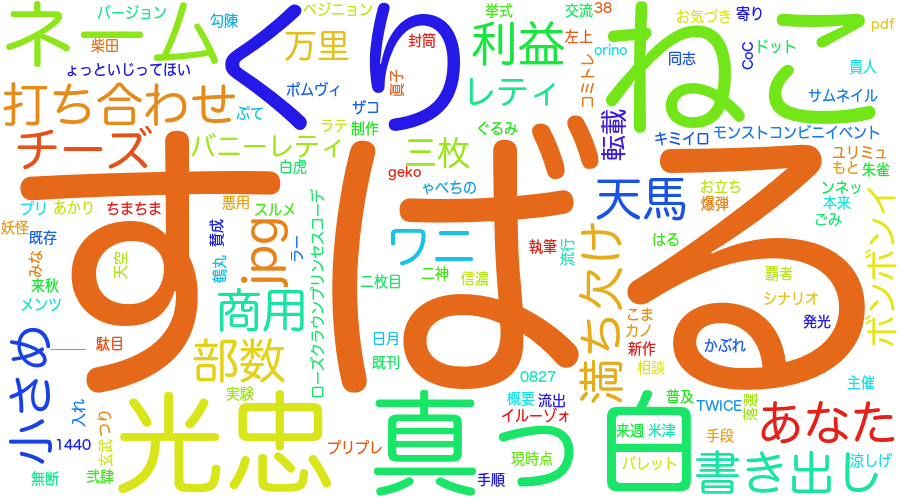 ネーム
バージョン
柴田
勾陳
くり
ベジニョン
万里
封筒
挙式
交流
38
利益
左上
orino
ねこ
お気づき
寄り
pdf
同志
CoC
ドット
貴人
サムネイル
ょっといじってほい
打ち合わせ
ぷて
ポムヴィ
ザコ
眞子
レティ
コミトレ
チーズ
バニーレティ
ラテ
制作
ぐるみ
三枚
転載
キミイロ
モンストコンビニイベント
白虎
geko
ユリミュ
もと
朱雀
すばる
プリ
あかり
ちまちま
悪用
スルメ
ゃべちの
天馬
お立ち
爆弾
ンネッ
本来
ごみ
妖怪
既存
みな
天空
鶴丸
賛成
jpg
ラー
ローズクラウンプリンセスコーデ
ワニ
執筆
流行
満ち欠け
はる
覇者
ボンボンイ
来秋
メンツ
商用
二枚目
二神
信濃
シナリオ
発光
こま
カノ
小さめ
駄目
部数
日月
既刊
新作
相談
かぶれ
0827
実験
光忠
真っ
概要
流出
イルーゾォ
白
普及
TWICE
落選
主催
あなた
入れ
つり
1440
玄武
プリプレ
現時点
来週
米津
手段
無断
弐肆
手順
パレット
書き出し
涼しげ